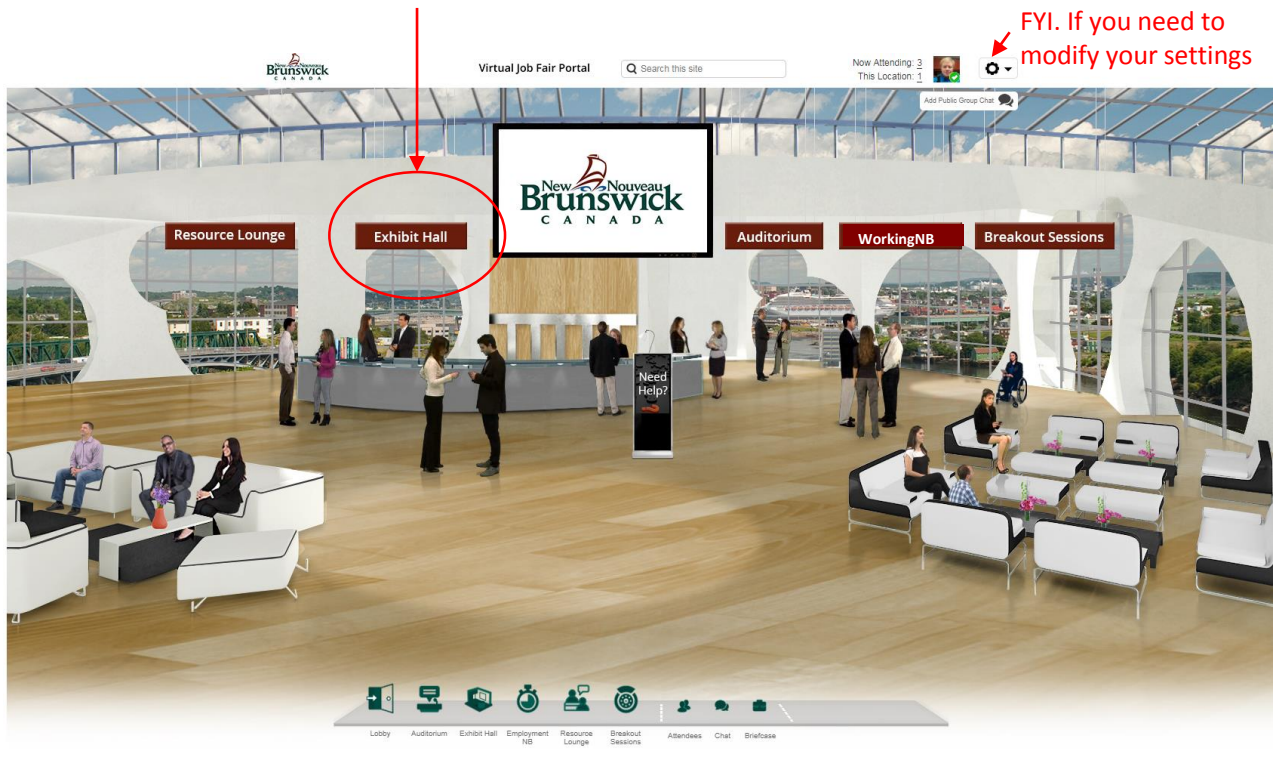 FYI. If you need to
modify your settings
New Nouveau
Brunswick
CANADA
Virtual Job Fair Portal
Search this site
Now Attending: 3
This Location: 1
Add Public Group Chat
New Nouveau
Brunswick
CANADA
Resource Lounge
Exhibit Hall
Auditorium
WorkingNB
Breakout Sessions
Need
Help?
Lobby
Auditorium
Exhibit Hall
Employment
NB
Resource
Lounge
Breakout
Sessions
Attendees
Chat
Briefcase